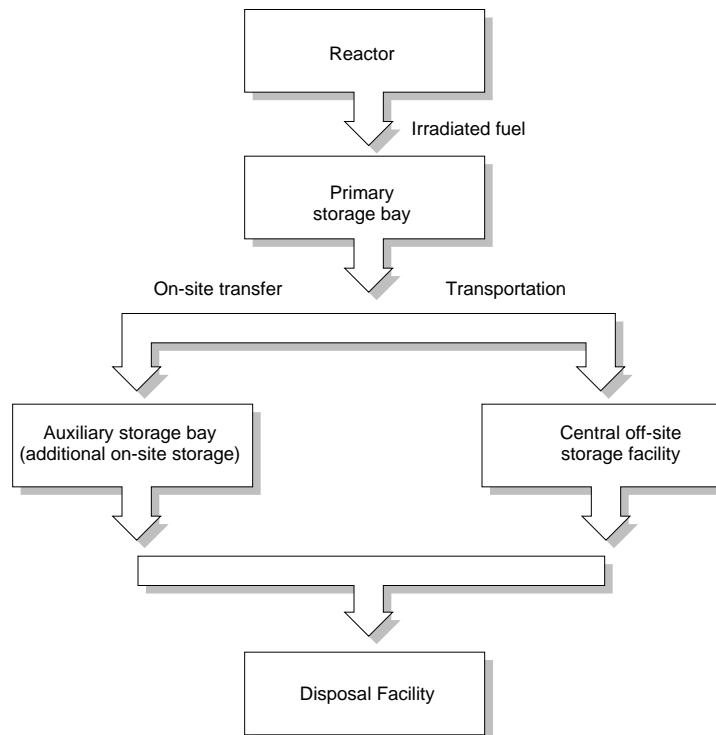 Reactor
Irradiated fuel
Primary
storage bay
On-site transfer
Transportation
Auxiliary storage bay
(additional on-site storage)
Central off-site
storage facility
Disposal Facility